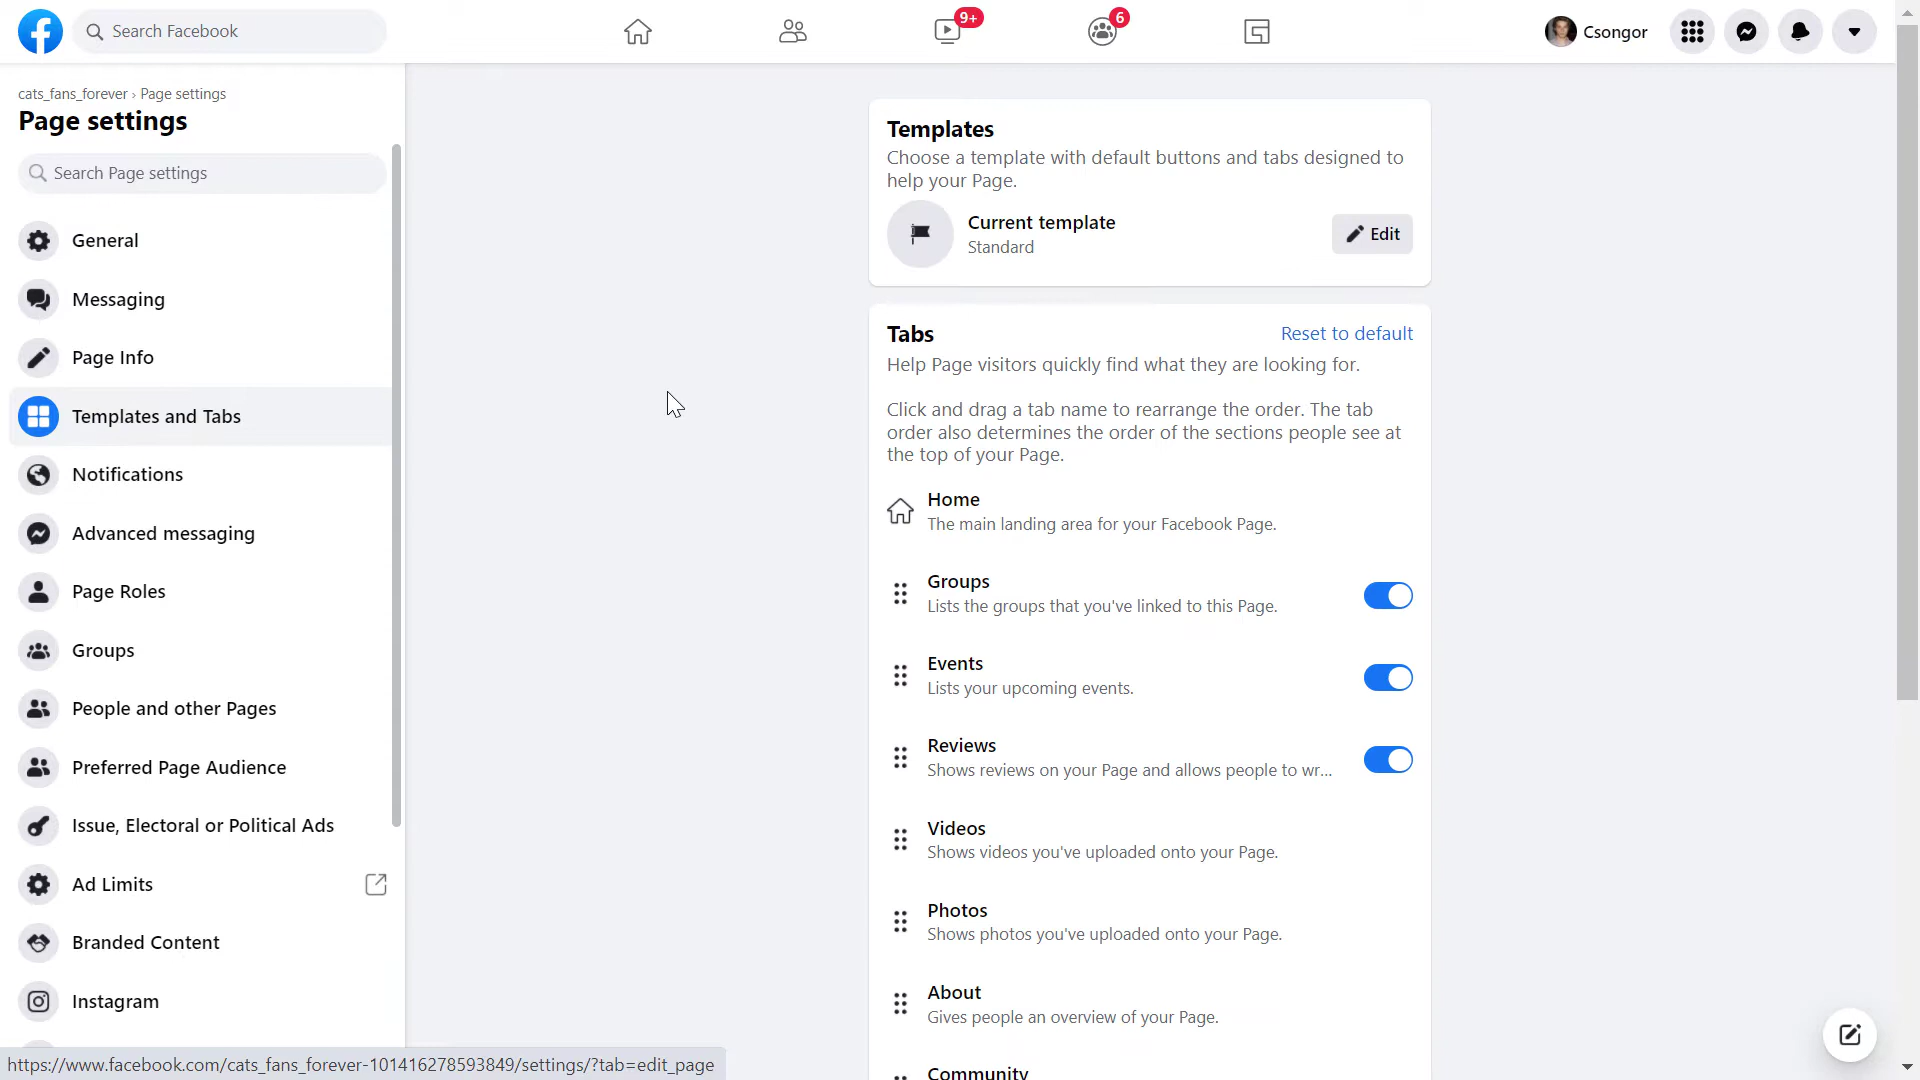 Search Facebook
9+
6
Csongor
cats_fans_forever › Page settings
Page settings
Search Page settings
General
Messaging
Page Info
Templates and Tabs
Notifications
Advanced messaging
Page Roles
Groups
People and other Pages
Preferred Page Audience
Issue, Electoral or Political Ads
Ad Limits
Branded Content
Instagram
https://www.facebook.com/cats_fans_forever-101416278593849/settings/?tab=edit_page
Templates
Choose a template with default buttons and tabs designed to
help your Page.
Current template
Standard
Edit
Tabs
Reset to default
Help Page visitors quickly find what they are looking for.
Click and drag a tab name to rearrange the order. The tab
order also determines the order of the sections people see at
the top of your Page.
Home
The main landing area for your Facebook Page.
Groups
Lists the groups that you've linked to this Page.
Events
Lists your upcoming events.
Reviews
Shows reviews on your Page and allows people to wr...
Videos
Shows videos you've uploaded onto your Page.
Photos
Shows photos you've uploaded onto your Page.
About
Gives people an overview of your Page.
Community